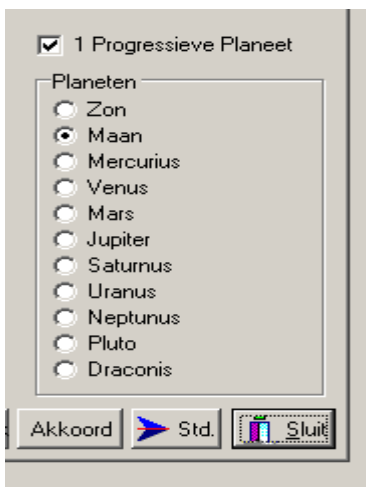 1 Progressieve Planeet
Planeten
Zon
Maan
Mercurius
Venus
Mars
Jupiter
Saturnus
Uranus
Neptunus
Pluto
Draconis
Akkoord Std. Sluit